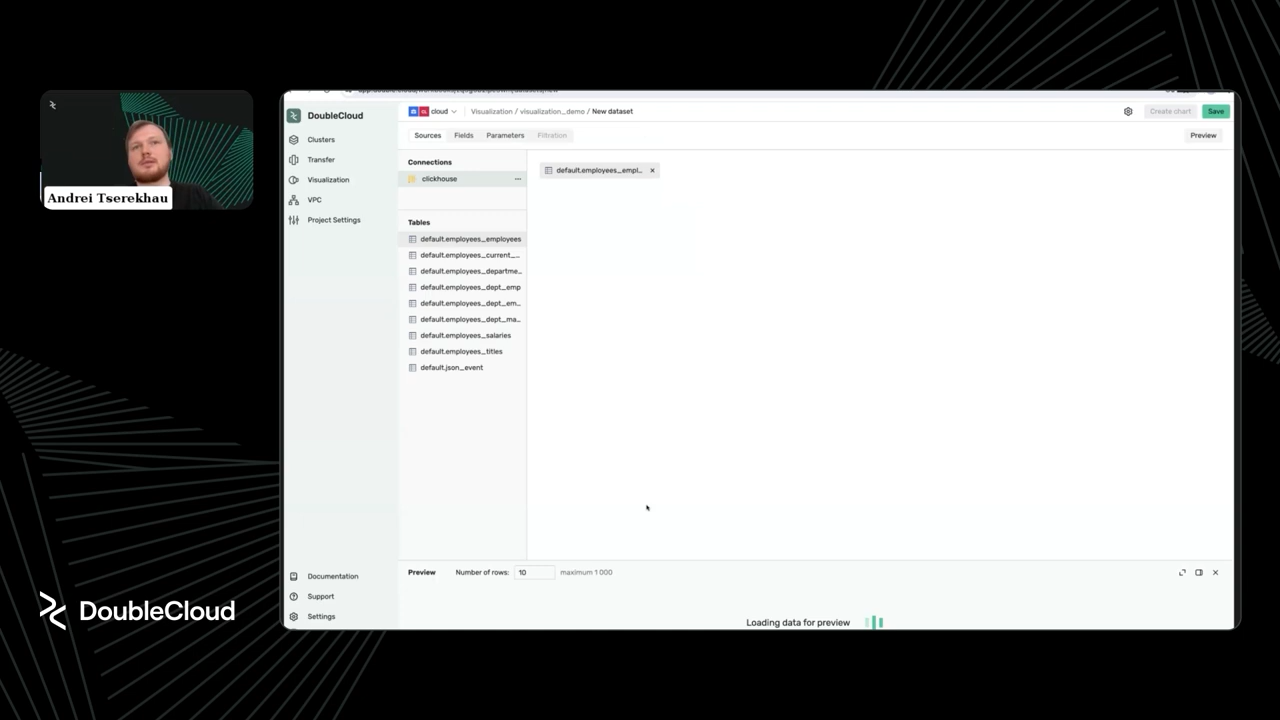 Andrei Tserekhau
DoubleCloud
DoubleCloud
Clusters
Transfer
Visualization
VPC
Project Settings
Documentation
Support
Settings
cloud
Visualization / visualization_demo / New dataset
Create chart
Save
Sources
Fields
Parameters
Filtration
Preview
Connections
clickhouse
Tables
default.employees_employees
default.employees_current_...
default.employees_departme...
default.employees_dept_emp
default.employees_dept_em...
default.employees_dept_ma...
default.employees_salaries
default.employees_titles
default.json_event
default.employees_empl...
Preview
Number of rows: 10 maximum 1 000
Loading data for preview